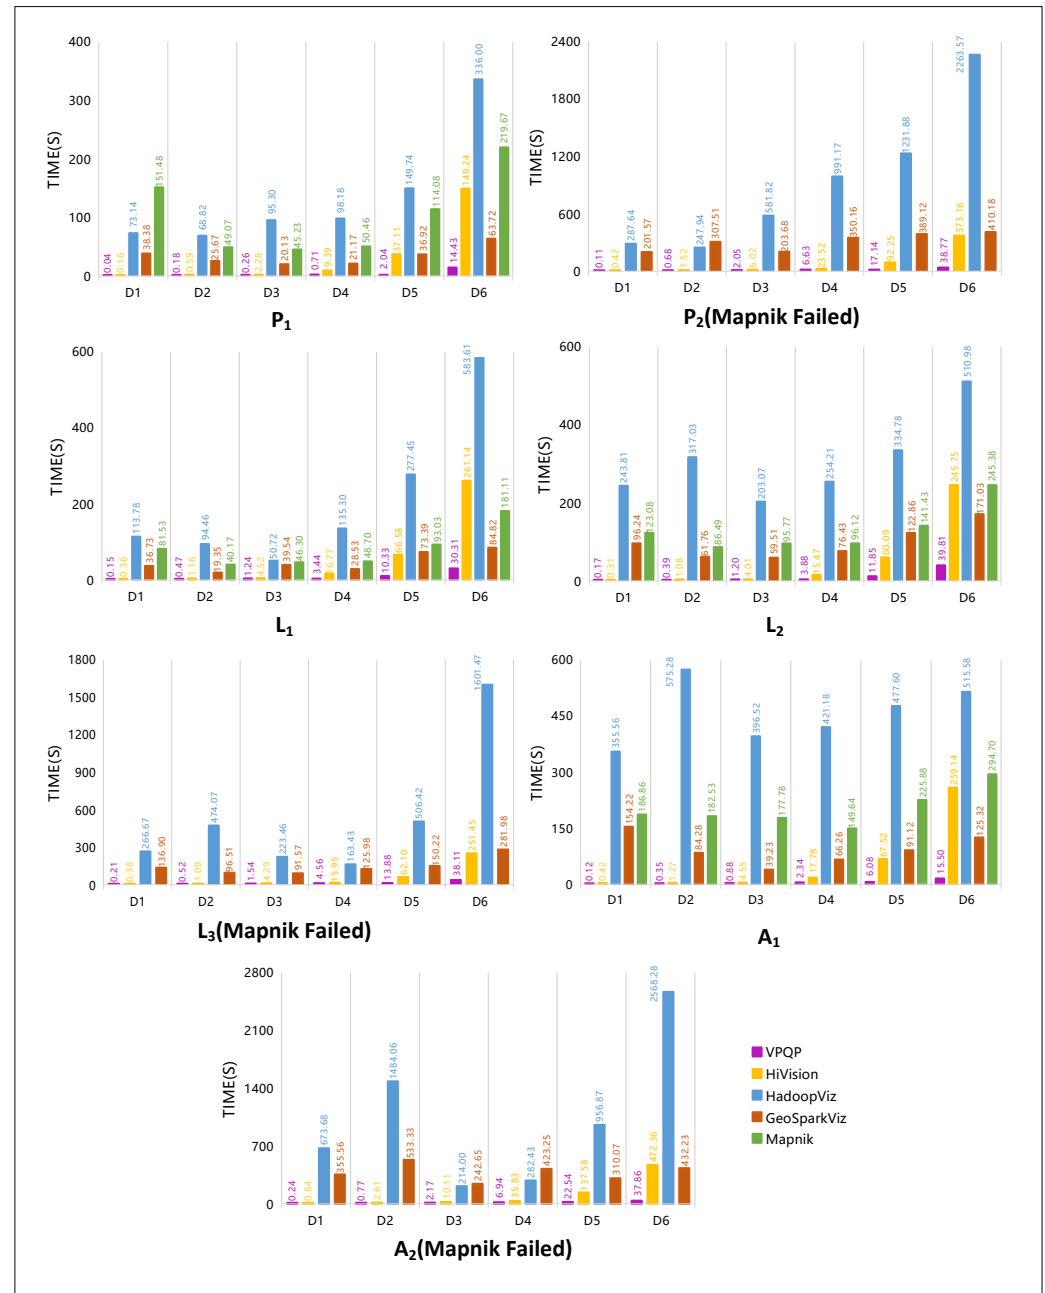 400
300
200
100
0
TIME(S)
0.04 0.16 73.14 38.38 151.48
0.18 0.59 68.82 25.67 49.07
0.26 2.28 95.30 20.13 45.23
0.71 9.39 98.18 21.17 50.46
2.04 37.11 149.74 36.92 114.08
14.43 149.24 336.00 63.72 219.67
D1 D2 D3 D4 D5 D6
P₁
2400
1800
1200
600
0
TIME(S)
0.11 0.42 287.64 201.57
0.68 1.52 247.94 307.51
2.05 6.02 581.82 203.68
6.63 23.52 991.17 350.16
17.14 92.25 1231.88 389.12
38.77 373.16 2263.57 410.18
D1 D2 D3 D4 D5 D6
P₂(Mapnik Failed)
600
400
200
0
TIME(S)
0.15 0.36 113.78 36.73 81.53
0.47 1.16 94.46 19.35 40.17
1.24 4.52 50.72 39.54 46.30
3.44 16.77 135.30 28.53 48.70
10.33 66.58 277.45 73.39 93.03
30.31 261.14 583.61 84.82 181.11
D1 D2 D3 D4 D5 D6
L₁
600
400
200
0
TIME(S)
0.17 0.31 243.81 96.24 123.08
0.39 1.08 317.03 61.76 86.49
1.20 4.01 203.07 59.51 95.77
3.88 15.47 254.21 76.43 96.12
11.85 60.09 334.78 122.86 141.43
39.81 245.75 510.98 171.03 245.38
D1 D2 D3 D4 D5 D6
L₂
1800
1500
1200
900
600
300
0
TIME(S)
0.21 0.38 266.67 136.90
0.52 1.09 474.07 96.51
1.54 4.29 223.46 91.57
4.56 15.95 163.43 125.98
13.88 62.10 506.42 150.22
38.11 251.45 1601.47 281.98
D1 D2 D3 D4 D5 D6
L₃(Mapnik Failed)
600
450
300
150
0
TIME(S)
0.12 0.42 355.56 154.22 186.86
0.35 1.27 575.28 84.28 182.53
0.88 4.55 396.52 39.23 177.78
2.34 17.78 421.18 66.26 149.64
6.08 67.52 477.60 91.12 225.88
15.50 259.14 515.58 125.32 294.70
D1 D2 D3 D4 D5 D6
A₁
2800
2100
1400
700
0
TIME(S)
0.24 0.84 673.68 355.56
0.77 2.61 1484.06 533.33
2.17 10.11 214.00 242.65
6.94 35.83 282.43 423.25
22.54 137.58 956.87 310.07
37.86 472.36 2568.28 432.23
D1 D2 D3 D4 D5 D6
A₂(Mapnik Failed)
VPQP
HiVision
HadoopViz
GeoSparkViz
Mapnik